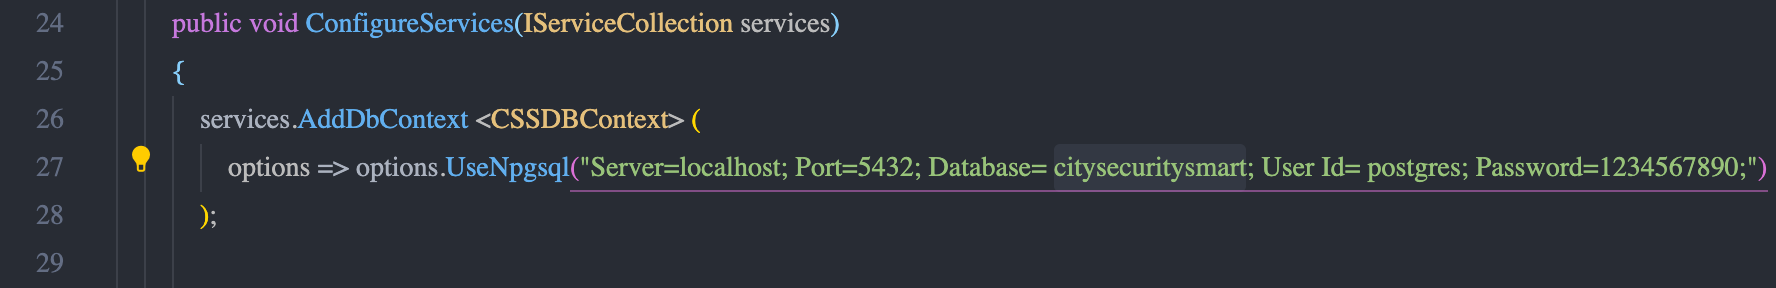 24 public void ConfigureServices(IServiceCollection services)
25 {
26 services.AddDbContext <CSSDBContext> (
27 options => options.UseNpgsql("Server=localhost; Port=5432; Database= citysecuritysmart; User Id= postgres; Password=1234567890;")
28 );
29